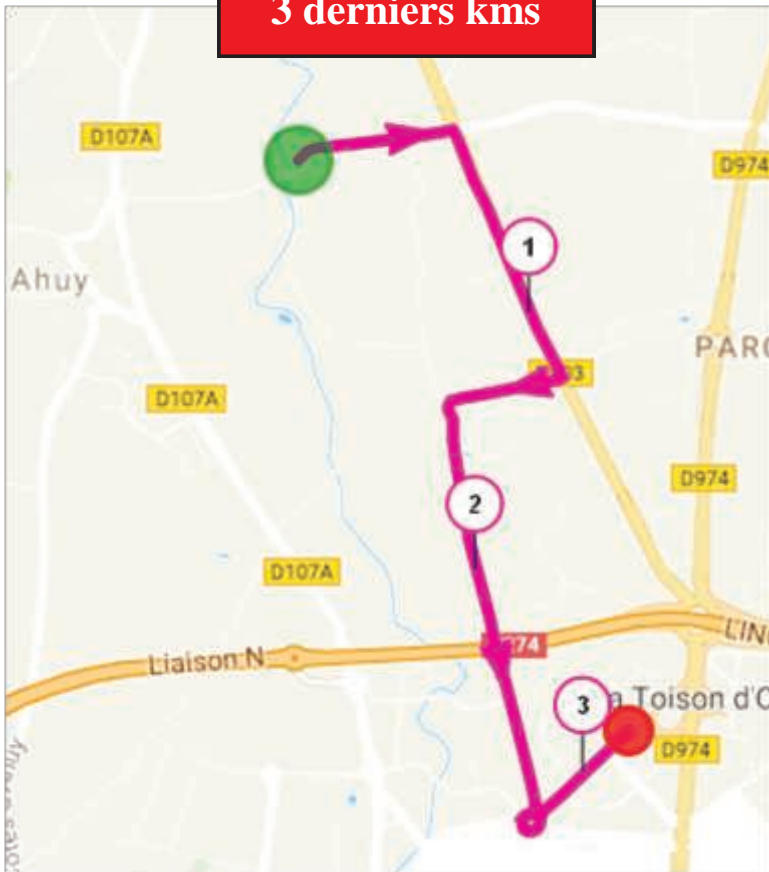 3 derniers kms
D107A
D974
1
Ahuy
PARC
D107A
D974
2
D107A
Liaison N
274
L'IN
3
a Toison d'O
D974